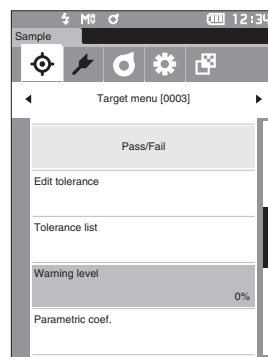 M 12:34
Sample
Target menu [0003]
Pass/Fail
Edit tolerance
Tolerance list
Warning level
0%
Parametric coef.